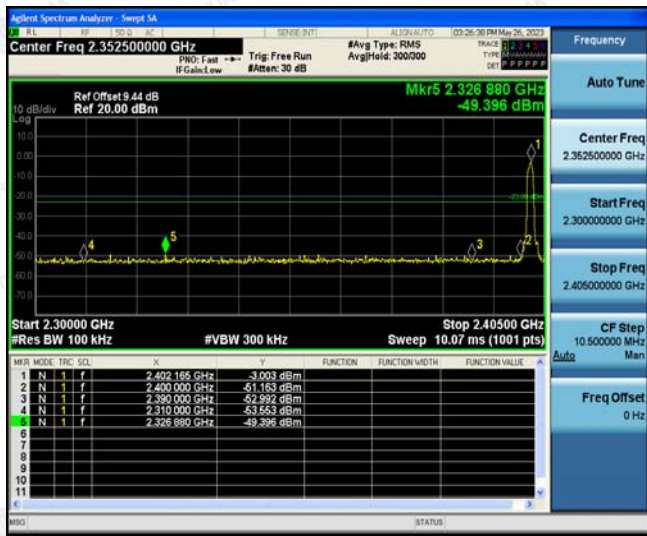 Agilent Spectrum Analyzer - Swept SA
RL RF 50 Ω AC SENSE:INT ALIGNAUTO 03:26:30 PM May 26, 2023
Center Freq 2.352500000 GHz #Avg Type: RMS TRACE 1 2 3 4 5 6
PNO: Fast Trig: Free Run Avg|Hold: 300/300 TYPE
IFGain:Low #Atten: 30 dB DET P P P P P P
Ref Offset 9.44 dB Mkr5 2.326 880 GHz
10 dB/div Ref 20.00 dBm -49.396 dBm
Log
10.0
0.00
-10.0
-20.0
-30.0
-40.0
-50.0
-60.0
-70.0
1
2
3
4
5
Start 2.30000 GHz Stop 2.40500 GHz
#Res BW 100 kHz #VBW 300 kHz Sweep 10.07 ms (1001 pts)
MKR MODE TRC SCL X Y FUNCTION FUNCTION WIDTH FUNCTION VALUE
1 N 1 f 2.402 165 GHz -3.003 dBm
2 N 1 f 2.400 000 GHz -51.163 dBm
3 N 1 f 2.390 000 GHz -52.992 dBm
4 N 1 f 2.310 000 GHz -53.553 dBm
5 N 1 f 2.326 880 GHz -49.396 dBm
6
7
8
9
10
11
MSG STATUS
Frequency
Auto Tune
Center Freq
2.352500000 GHz
Start Freq
2.300000000 GHz
Stop Freq
2.405000000 GHz
CF Step
10.500000 MHz
Auto Man
Freq Offset
0 Hz